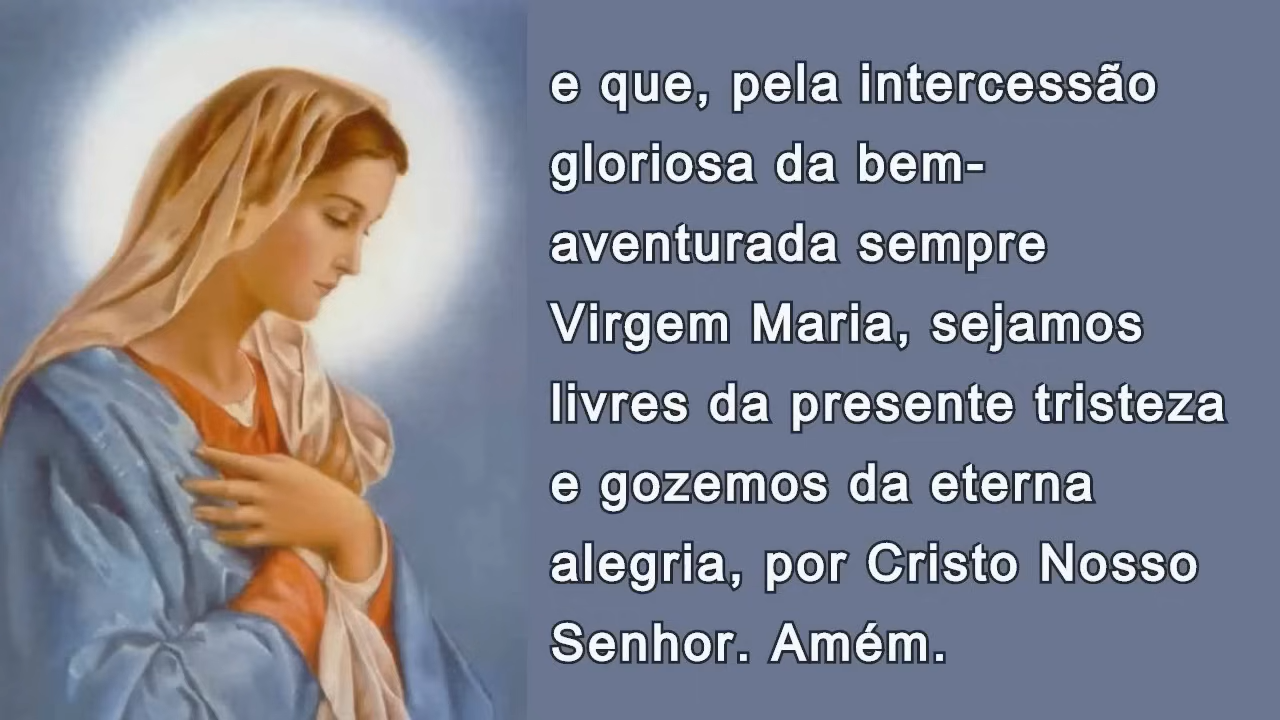 e que, pela intercessão
gloriosa da bem-
aventurada sempre
Virgem Maria, sejamos
livres da presente tristeza
e gozemos da eterna
alegria, por Cristo Nosso
Senhor. Amém.